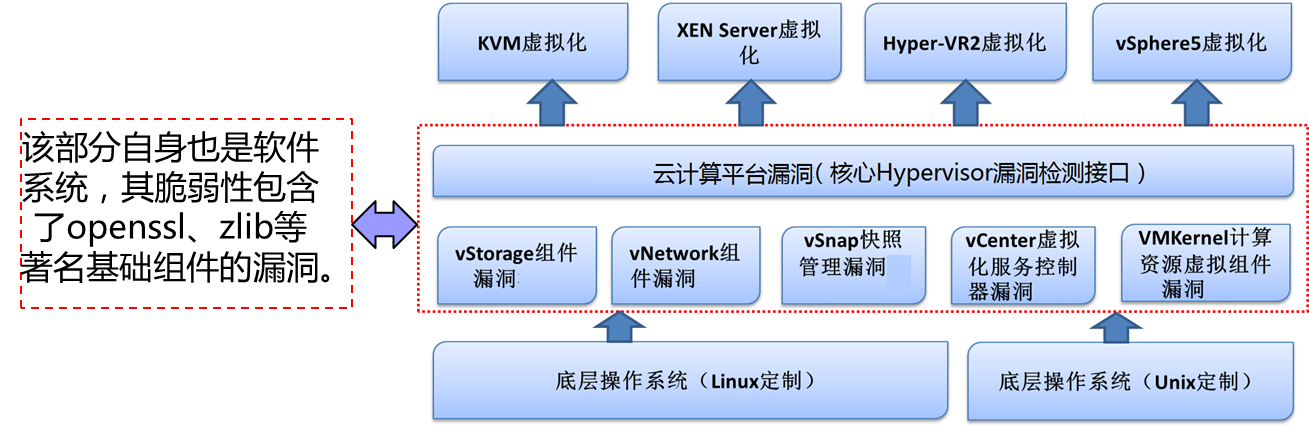 KVM虚拟化
XEN Server虚拟
化
Hyper-VR2虚拟化
vSphere5虚拟化
该部分自身也是软件
系统，其脆弱性包含
了openssl、zlib等
著名基础组件的漏洞。
云计算平台漏洞（核心Hypervisor漏洞检测接口）
vStorage组件
漏洞
vNetwork组
件漏洞
vSnap快照
管理漏洞
vCenter虚拟
化服务控制
器漏洞
VMKernel计算
资源虚拟组件
漏洞
底层操作系统（Linux定制）
底层操作系统（Unix定制）